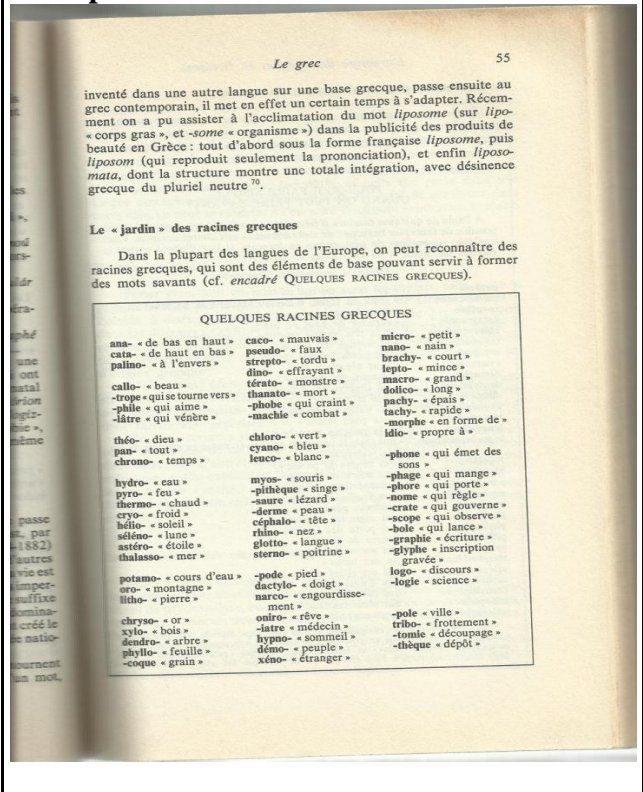 Le grec 55
inventé dans une autre langue sur une base grecque, passe ensuite au
grec contemporain, il met en effet un certain temps à s'adapter. Récem-
ment on a pu assister à l'acclimatation du mot liposome (sur lipo-
« corps gras », et -some « organisme ») dans la publicité des produits de
beauté en Grèce : tout d'abord sous la forme française liposome, puis
liposom (qui reproduit seulement la prononciation), et enfin liposo-
mata, dont la structure montre une totale intégration, avec désinence
grecque du pluriel neutre 70.
Le « jardin » des racines grecques
Dans la plupart des langues de l'Europe, on peut reconnaître des
racines grecques, qui sont des éléments de base pouvant servir à former
des mots savants (cf. encadré QUELQUES RACINES GRECQUES).
QUELQUES RACINES GRECQUES
ana- « de bas en haut »
cata- « de haut en bas »
palino- « à l'envers »
callo- « beau »
-trope « qui se tourne vers »
-phile « qui aime »
-lâtre « qui vénère »
théo- « dieu »
pan- « tout »
chrono- « temps »
hydro- « eau »
pyro- « feu »
thermo- « chaud »
cryo- « froid »
hélio- « soleil »
séléno- « lune »
astéro- « étoile »
thalasso- « mer »
potamo- « cours d'eau »
oro- « montagne »
litho- « pierre »
chryso- « or »
xylo- « bois »
dendro- « arbre »
phyllo- « feuille »
-coque « grain »
caco- « mauvais »
pseudo- « faux
strepto- « tordu »
dino- « effrayant »
térato- « monstre »
thanato- « mort »
-phobe « qui craint »
-machie « combat »
chloro- « vert »
cyano- « bleu »
leuco- « blanc »
myos- « souris »
-pithèque « singe »
-saure « lézard »
-derme « peau »
céphalo- « tête »
rhino- « nez »
glotto- « langue »
sterno- « poitrine »
-pode « pied »
dactylo- « doigt »
narco- « engourdisse-
ment »
oniro- « rêve »
-iatre « médecin »
hypno- « sommeil »
démo- « peuple »
xéno- « étranger »
micro- « petit »
nano- « nain »
brachy- « court »
lepto- « mince »
macro- « grand »
dolico- « long »
pachy- « épais »
tachy- « rapide »
-morphe « en forme de »
idio- « propre à »
-phone « qui émet des
sons »
-phage « qui mange »
-phore « qui porte »
-nome « qui règle »
-crate « qui gouverne »
-scope « qui observe »
-bole « qui lance »
-graphie « écriture »
-glyphe « inscription
gravée »
logo- « discours »
-logie « science »
-pole « ville »
tribo- « frottement »
-tomie « découpage »
-thèque « dépôt »